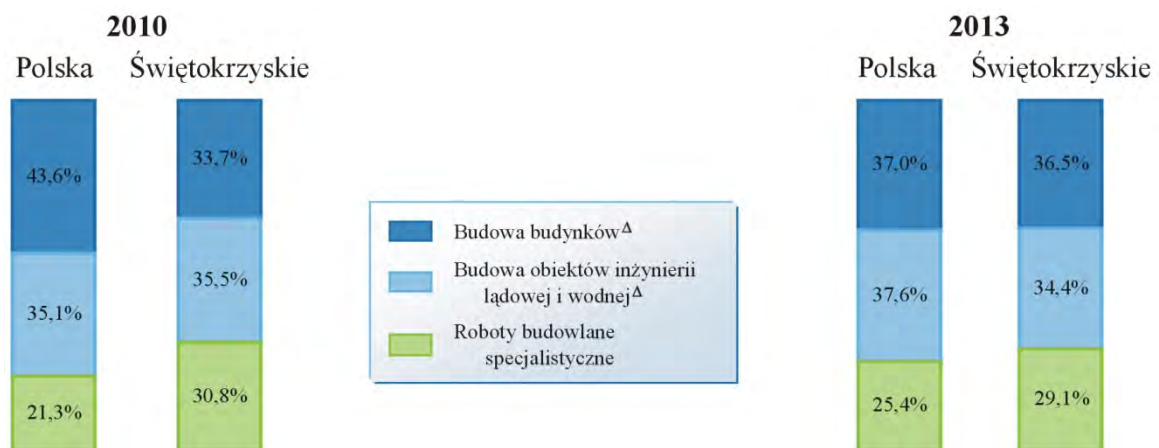 2010
Polska Świętokrzyskie
43,6%
35,1%
21,3%
33,7%
35,5%
30,8%
Budowa budynków Δ
Budowa obiektów inżynierii
lądowej i wodnej Δ
Roboty budowlane
specjalistyczne
2013
Polska Świętokrzyskie
37,0%
37,6%
25,4%
36,5%
34,4%
29,1%